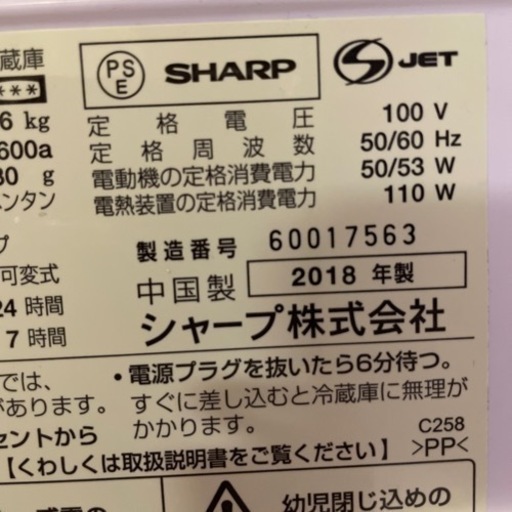 蔵庫
PSE SHARP S JET
***
6 kg
定格電圧 100 V
600a
定格周波数 50/60 Hz
30 g
電動機の定格消費電力 50/53 W
ペンタン
電熱装置の定格消費電力 110 W
プ
製造番号 60017563
可変式
中国製 2018 年製
24 時間
7 時間
シャープ株式会社
では、
・電源プラグを抜いたら6分待つ。
があります。
すぐに差し込むと冷蔵庫に無理が
セントから
かかります。
C258
【くわしくは取扱説明書をご覧ください】 >PP<
幼児閉じ込めの